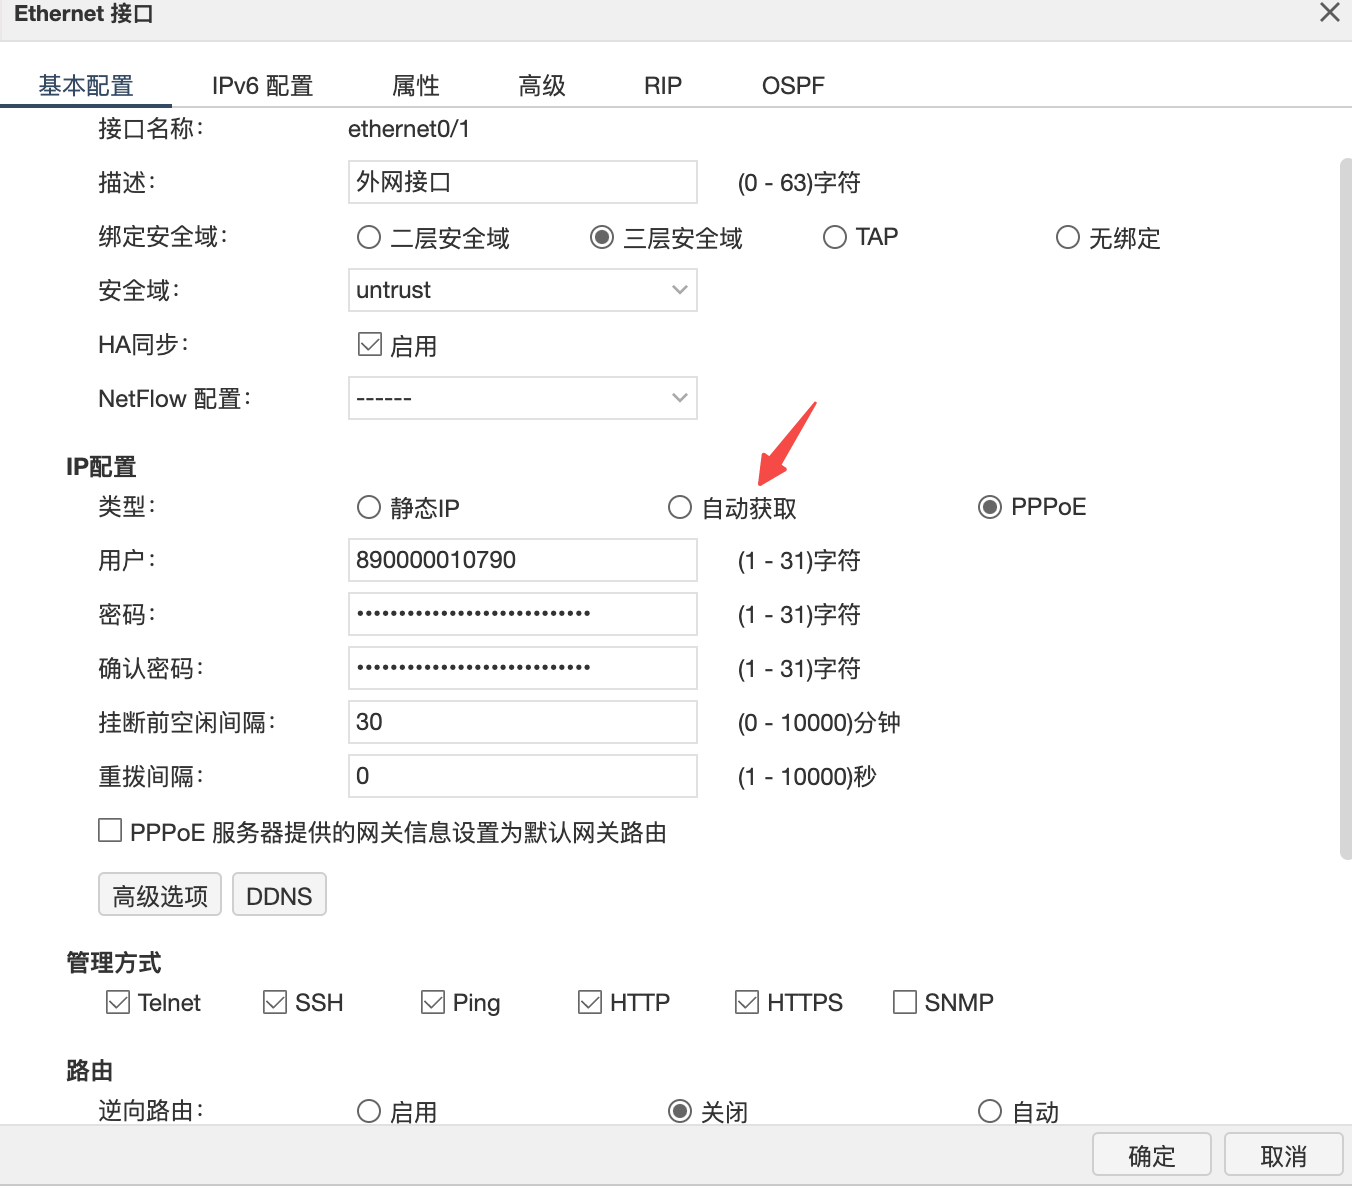 Ethernet 接口
基本配置 IPv6 配置 属性 高级 RIP OSPF
接口名称： ethernet0/1
描述： 外网接口 (0 - 63)字符
绑定安全域： 二层安全域 三层安全域 TAP 无绑定
安全域： untrust
HA同步： 启用
NetFlow 配置： ------
IP配置
类型： 静态IP 自动获取 PPPoE
用户： 890000010790 (1 - 31)字符
密码： •••••••••••••••••••••••••••• (1 - 31)字符
确认密码： •••••••••••••••••••••••••••• (1 - 31)字符
挂断前空闲间隔： 30 (0 - 10000)分钟
重拨间隔： 0 (1 - 10000)秒
PPPoE 服务器提供的网关信息设置为默认网关路由
高级选项 DDNS
管理方式
Telnet SSH Ping HTTP HTTPS SNMP
路由
逆向路由： 启用 关闭 自动
确定 取消